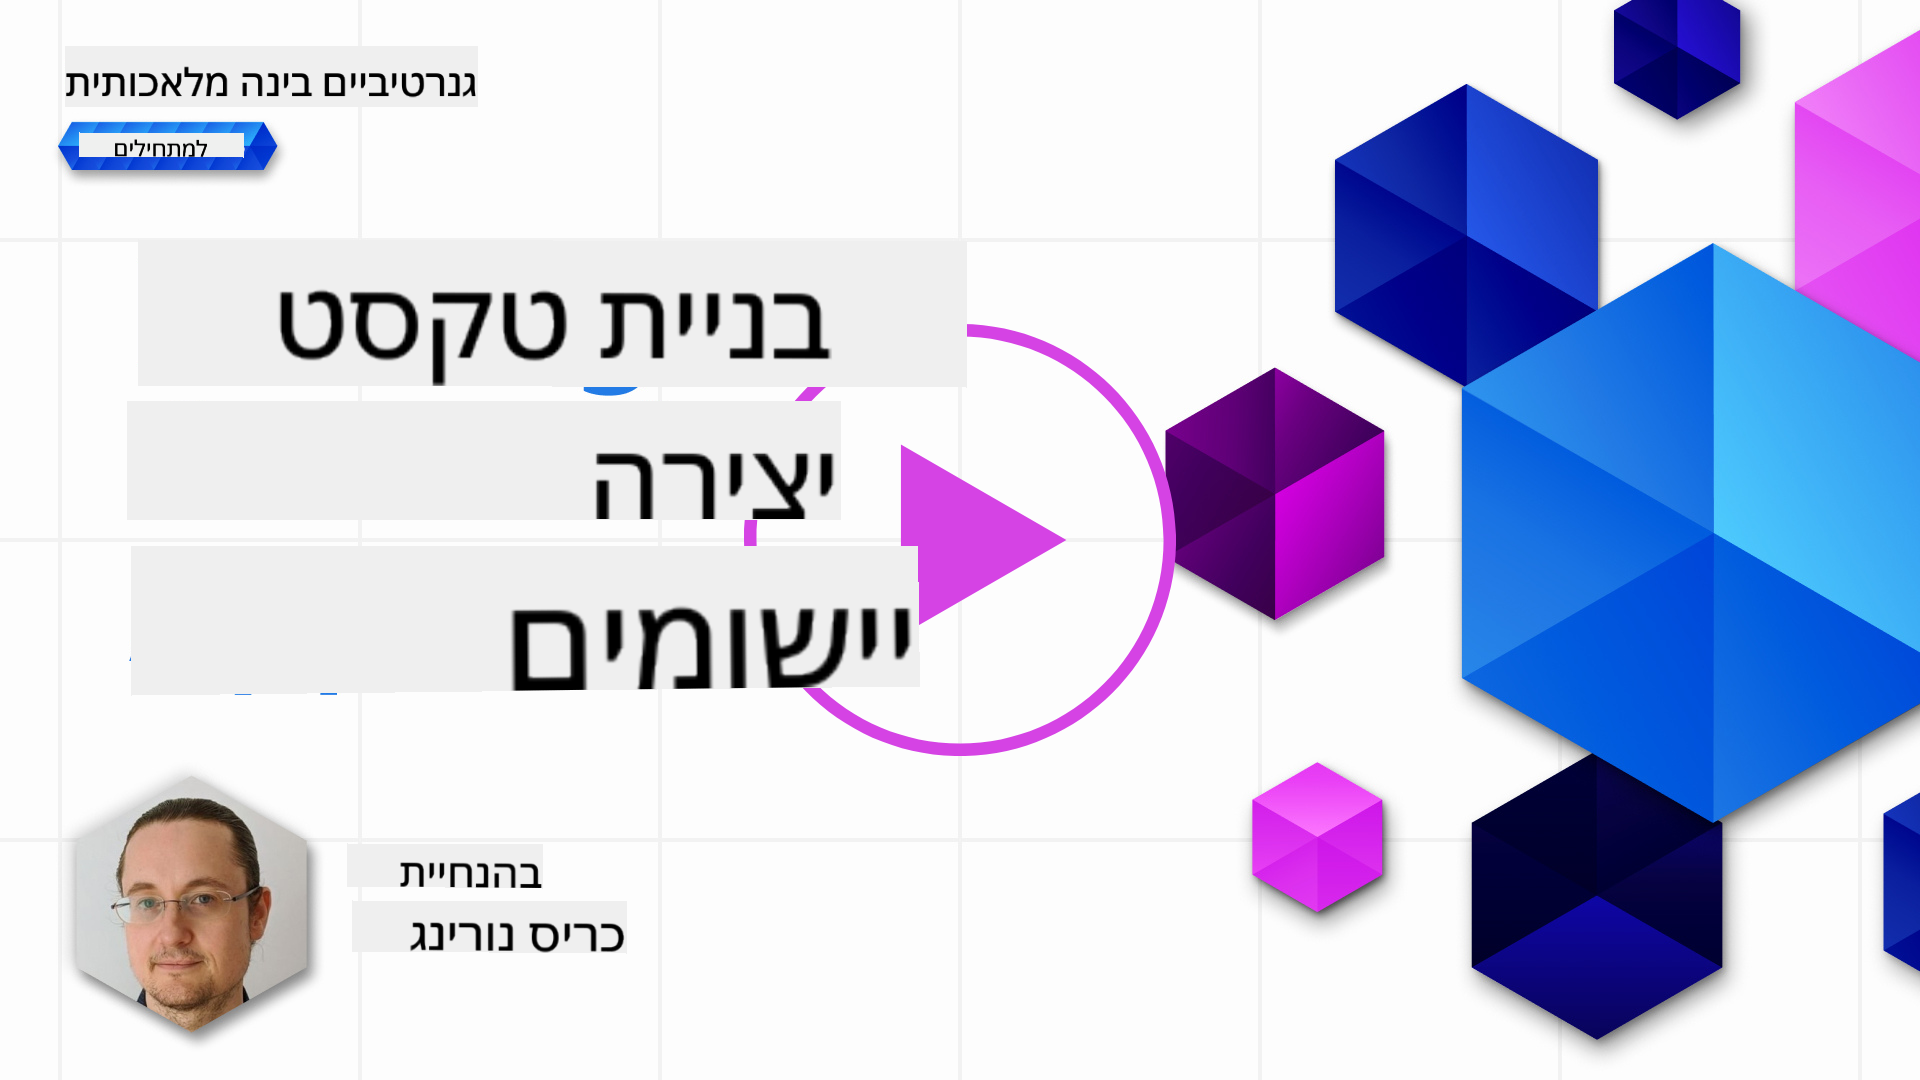 גנרטיביים בינה מלאכותית
למתחילים
בניית טקסט
יצירה
יישומים
בהנחיית
כריס נורינג